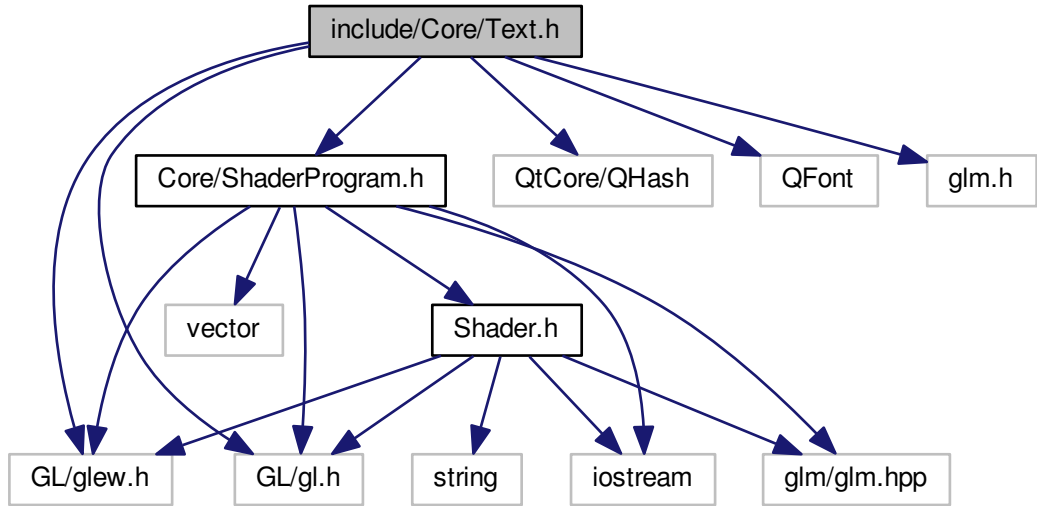 include/Core/Text.h
Core/ShaderProgram.h
QtCore/QHash
QFont
glm.h
vector
Shader.h
GL/glew.h
GL/gl.h
string
iostream
glm/glm.hpp